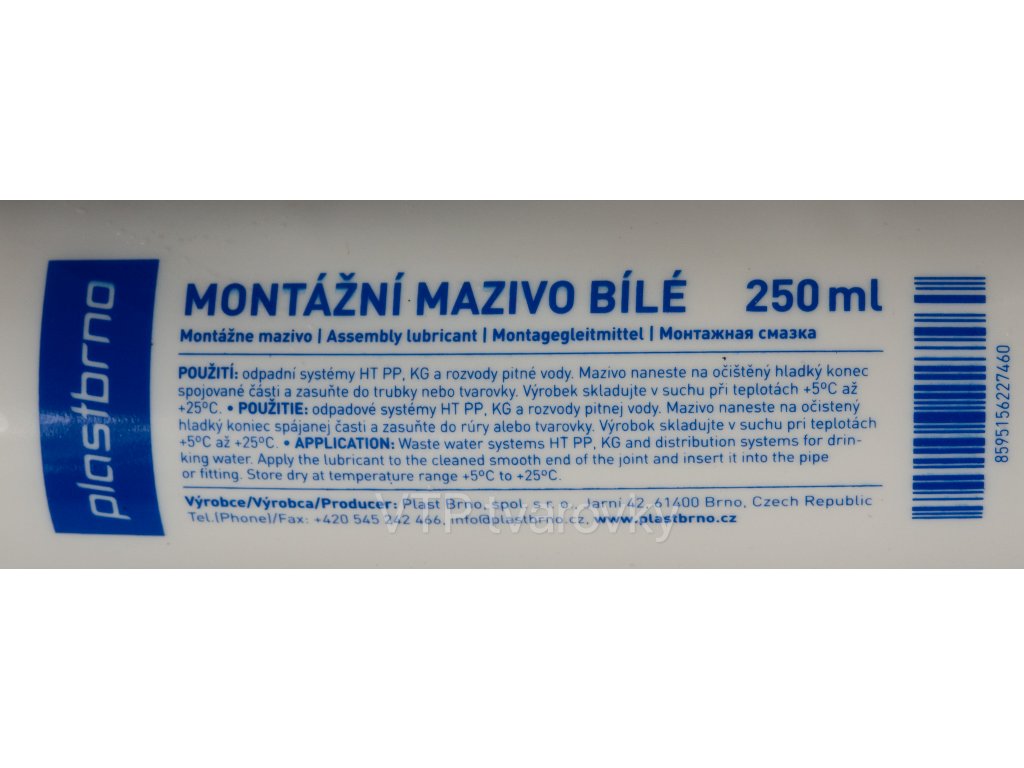 plastbrno
MONTÁŽNÍ MAZIVO BÍLÉ 250 ml
Montážne mazivo | Assembly lubricant | Montagegleitmittel | Монтажная смазка
POUŽITÍ: odpadní systémy HT PP, KG a rozvody pitné vody. Mazivo naneste na očištěný hladký konec
spojované části a zasuňte do trubky nebo tvarovky. Výrobek skladujte v suchu při teplotách +5ºC až
+25ºC. • POUŽITIE: odpadové systémy HT PP, KG a rozvody pitnej vody. Mazivo naneste na očistený
hladký koniec spájanej časti a zasuňte do rúry alebo tvarovky. Výrobok skladujte v suchu pri teplotách
+5ºC až +25ºC. • APPLICATION: Waste water systems HT PP, KG and distribution systems for drin-
king water. Apply the lubricant to the cleaned smooth end of the joint and insert it into the pipe
or fitting. Store dry at temperature range +5ºC to +25ºC.
Výrobce/Výrobca/Producer: Plast Brno, spol. s r. o., Jarní 42, 61400 Brno, Czech Republic
Tel.(Phone)/Fax: +420 545 242 466, info@plastbrno.cz, www.plastbrno.cz
VTP tvarovky
8595156227460